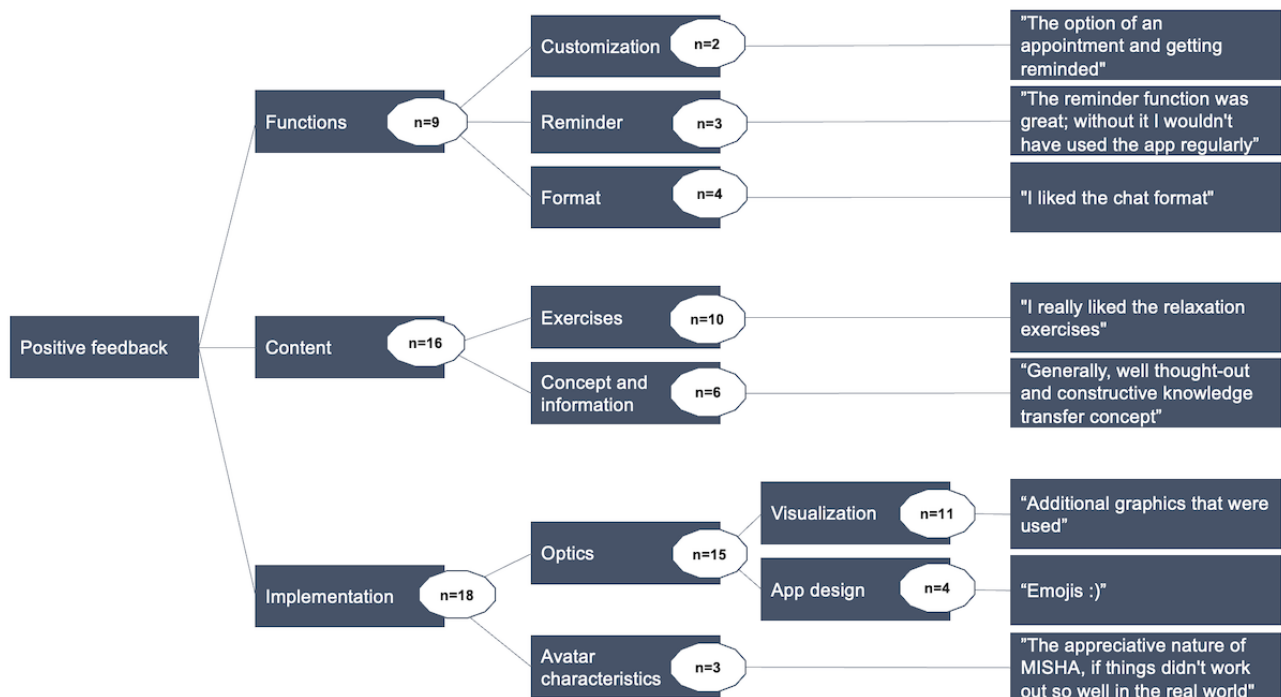 Customization
n=2
"The option of an
appointment and getting
reminded"
Functions
n=9
Reminder
n=3
"The reminder function was
great; without it I wouldn't
have used the app regularly”
Format
n=4
"I liked the chat format"
Positive feedback
Content
n=16
Exercises
n=10
"I really liked the relaxation
exercises"
Concept and
information
n=6
“Generally, well thought-out
and constructive knowledge
transfer concept”
Implementation
n=18
Optics
n=15
Visualization
n=11
“Additional graphics that were
used”
App design
n=4
“Emojis :)”
Avatar
characteristics
n=3
"The appreciative nature of
MISHA, if things didn't work
out so well in the real world"